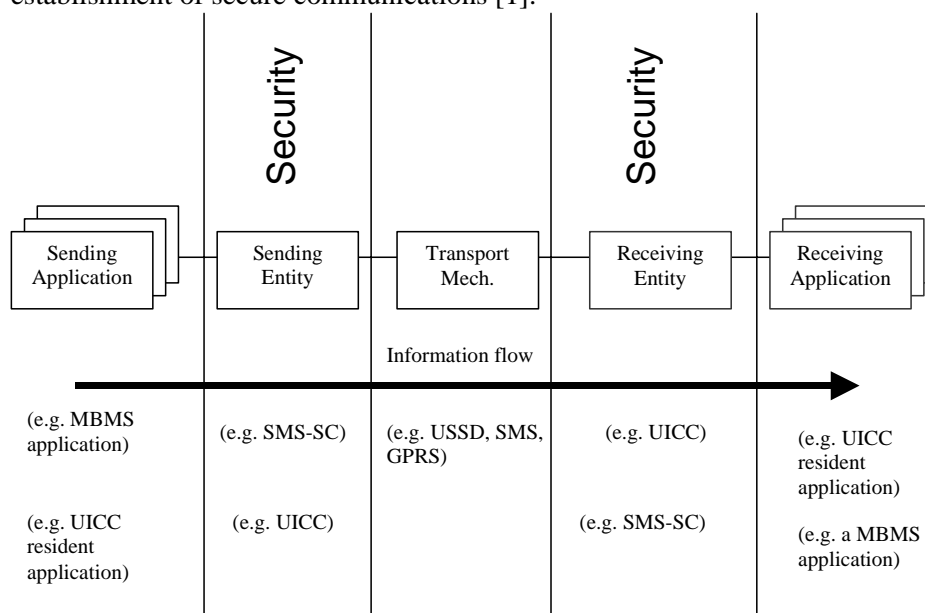 establishment of secure communications [1].
Security
Security
Sending
Application
Sending
Entity
Transport
Mech.
Receiving
Entity
Receiving
Application
Information flow
(e.g. MBMS
application)
(e.g. SMS-SC)
(e.g. USSD, SMS,
GPRS)
(e.g. UICC)
(e.g. UICC
resident
application)
(e.g. UICC
resident
application)
(e.g. UICC)
(e.g. SMS-SC)
(e.g. a MBMS
application)